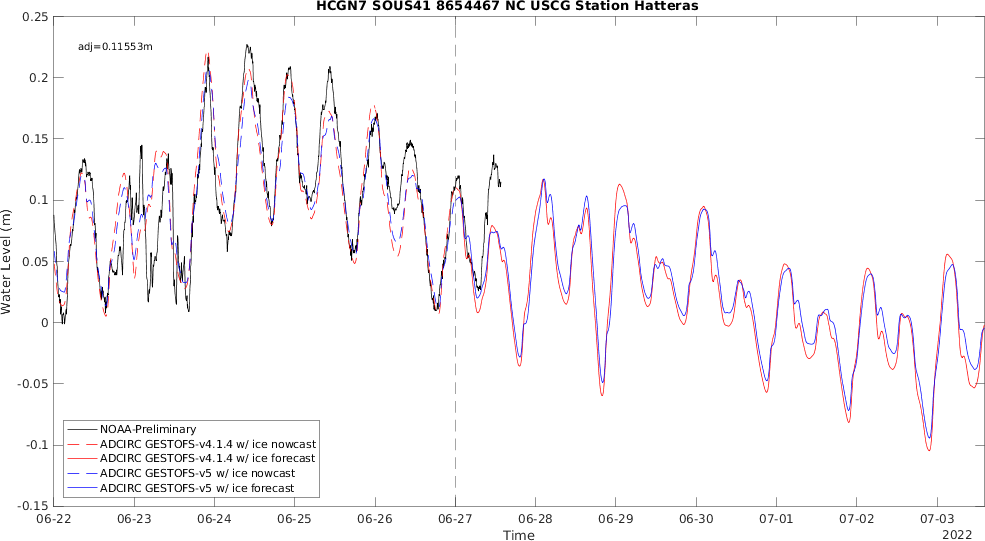 HCGN7 SOUS41 8654467 NC USCG Station Hatteras
adj=0.11553m
Water Level (m)
0.25
0.2
0.15
0.1
0.05
0
-0.05
-0.1
-0.15
NOAA-Preliminary
ADCIRC GESTOFS-v4.1.4 w/ ice nowcast
ADCIRC GESTOFS-v4.1.4 w/ ice forecast
ADCIRC GESTOFS-v5 w/ ice nowcast
ADCIRC GESTOFS-v5 w/ ice forecast
06-22 06-23 06-24 06-25 06-26 06-27 06-28 06-29 06-30 07-01 07-02 07-03
Time
2022